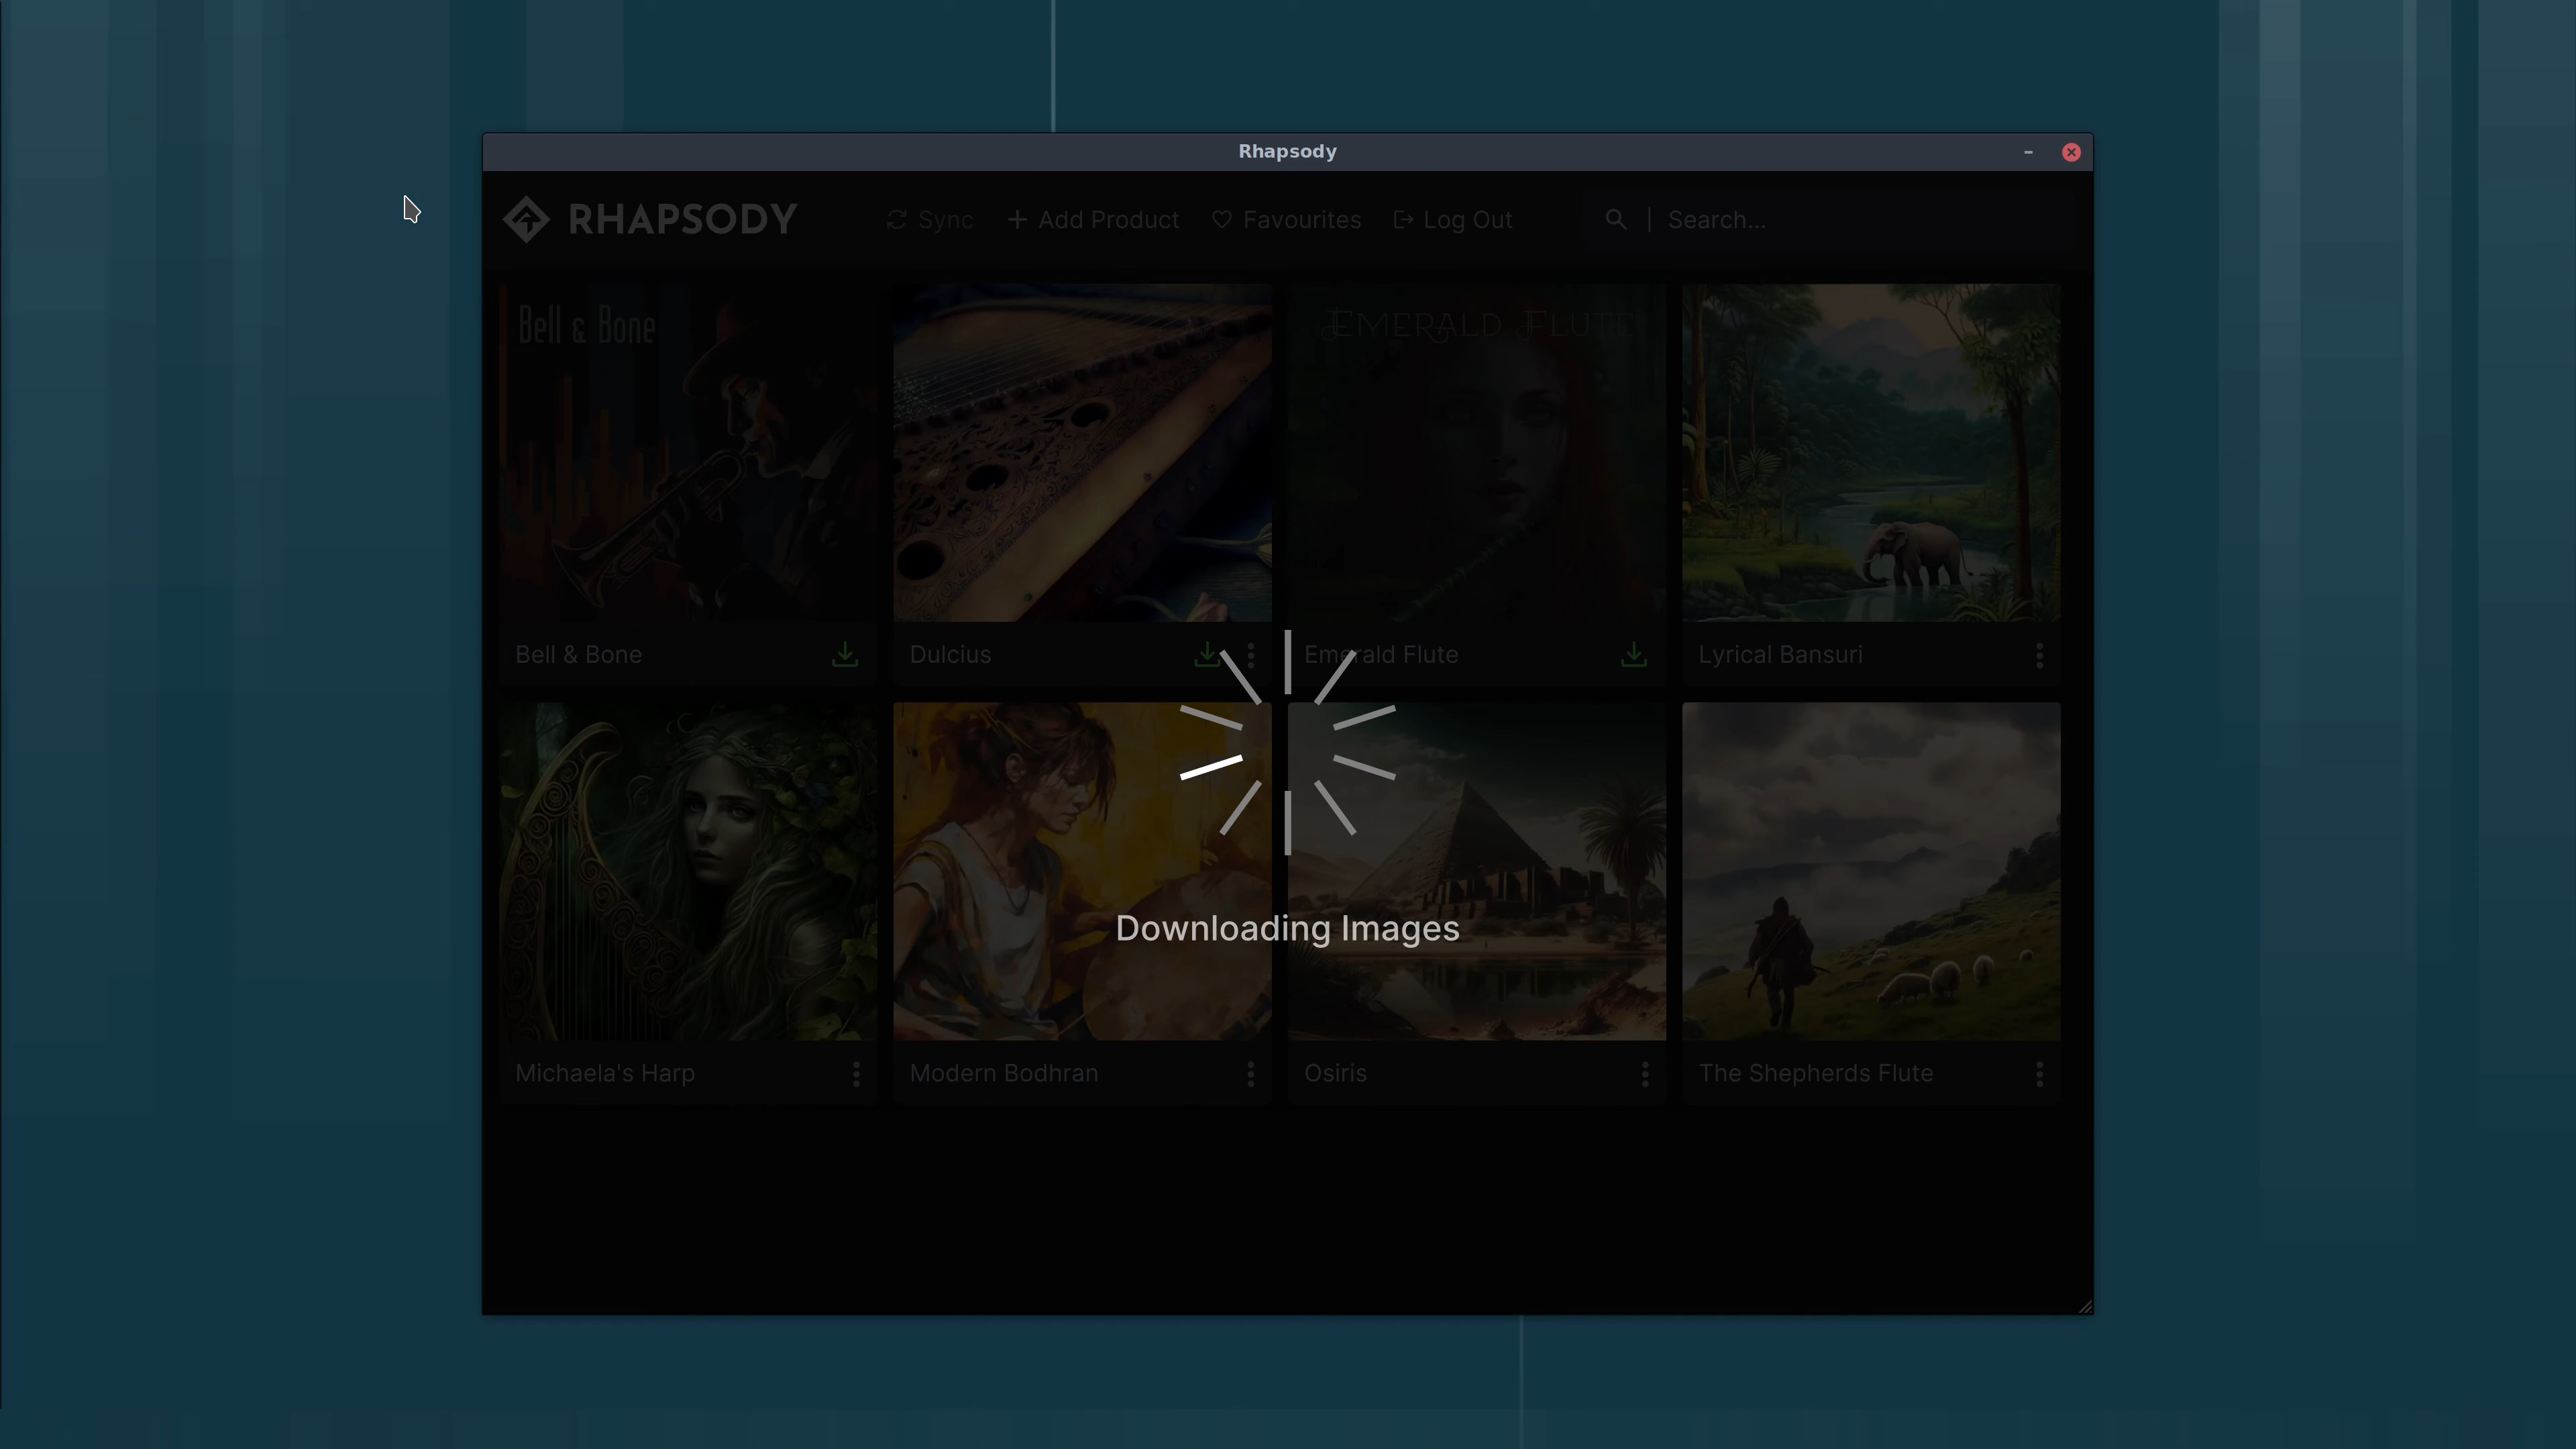 Rhapsody
RHAPSODY
Sync
Add Product
Favourites
Log Out
Search...
Bell & Bone
EMERALD FLUTE
Bell & Bone
Dulcius
Emerald Flute
Lyrical Bansuri
Downloading Images
Michaela's Harp
Modern Bodhran
Osiris
The Shepherds Flute